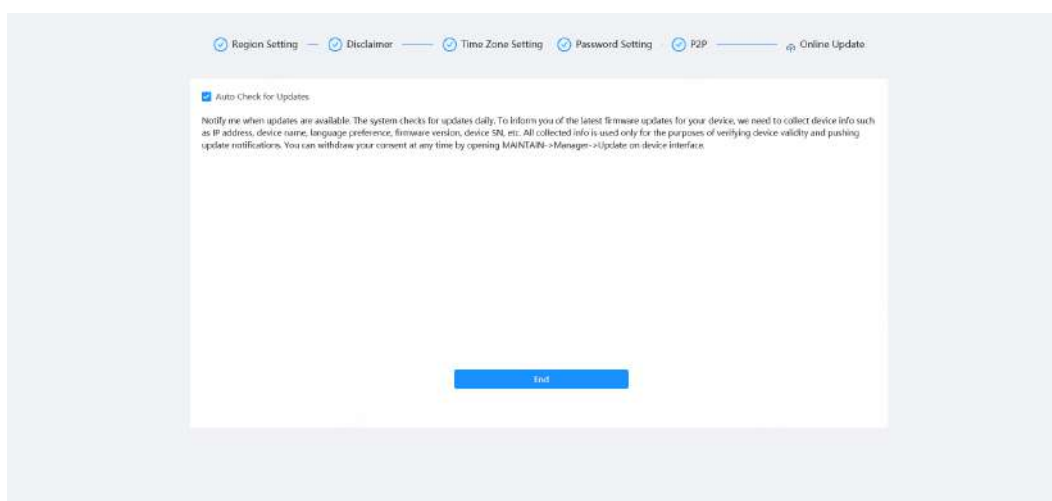 Region Setting Disclaimer Time Zone Setting Password Setting P2P Online Update
Auto Check for Updates
Notify me when updates are available. The system checks for updates daily. To inform you of the latest firmware updates for your device, we need to collect device info such
as IP address, device name, language preference, firmware version, device SN, etc. All collected info is used only for the purposes of verifying device validity and pushing
update notifications. You can withdraw your consent at any time by opening MAINTAIN->Manager->Update on device interface.
End